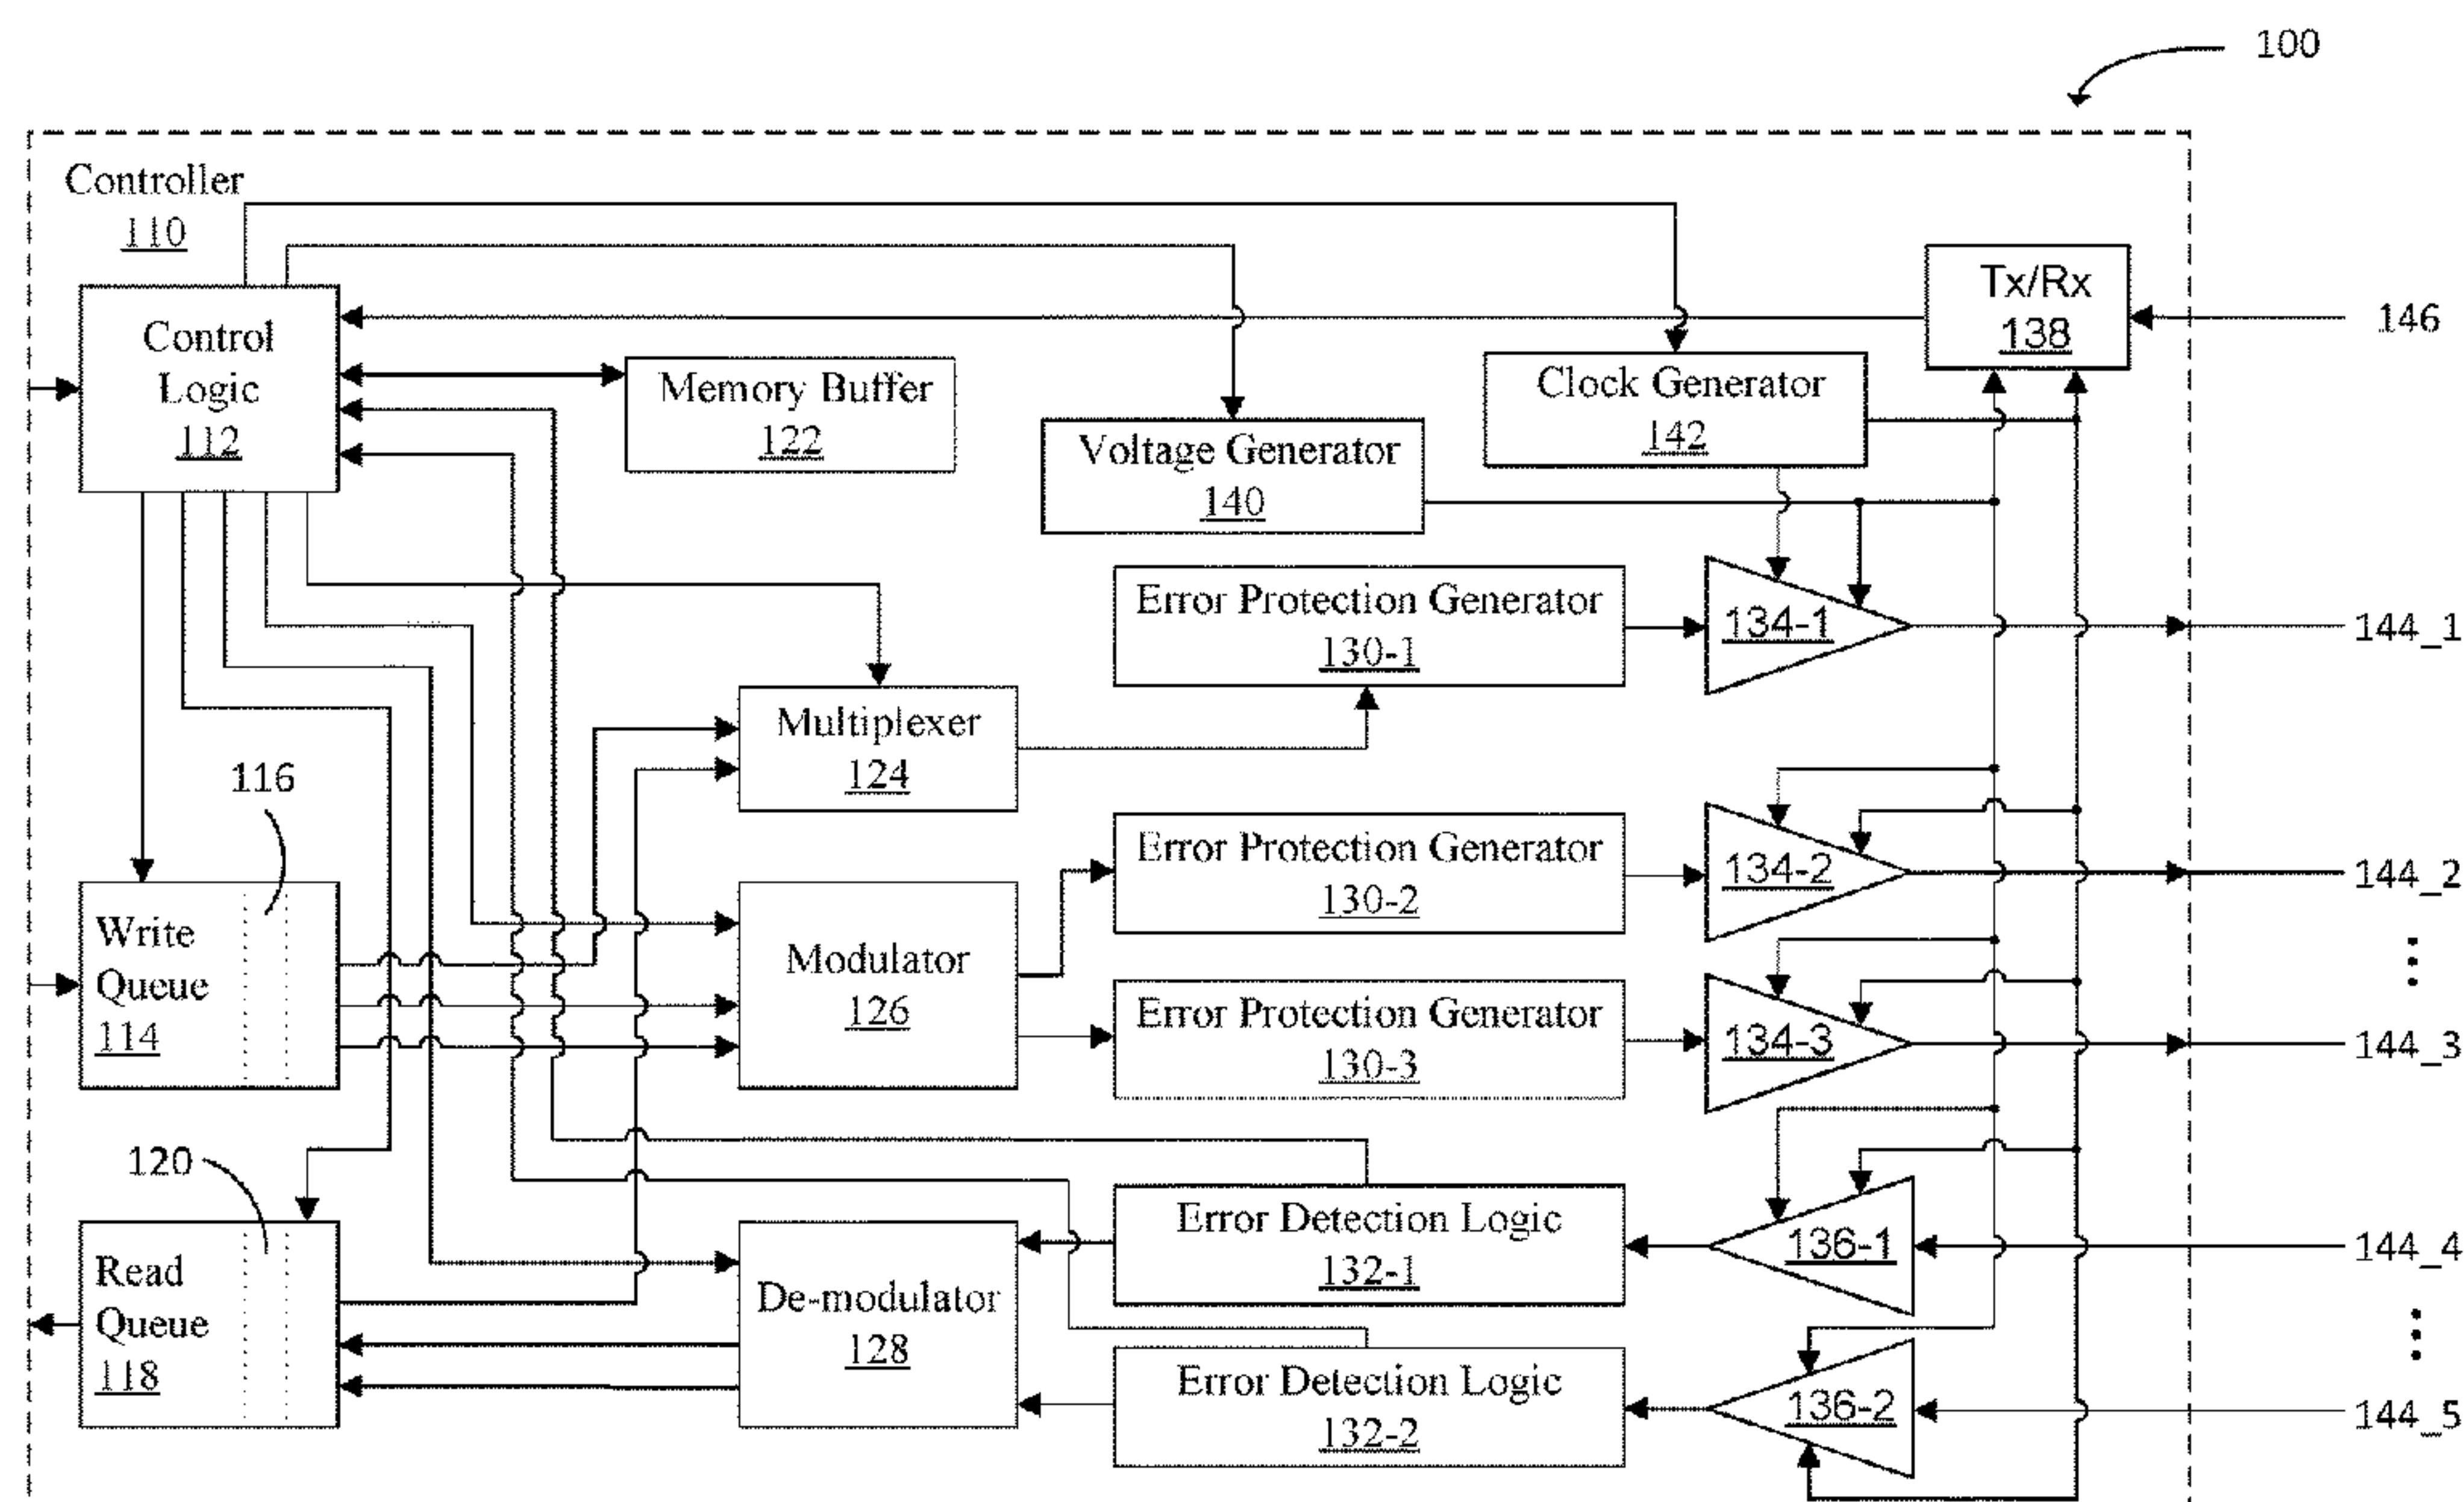 100
Controller
110
Tx/Rx
138
146
Control
Logic
112
Memory Buffer
122
Clock Generator
142
Voltage Generator
140
Error Protection Generator
130-1
134-1
144_1
Multiplexer
124
116
Error Protection Generator
130-2
134-2
144_2
Write
Queue
114
Modulator
126
Error Protection Generator
130-3
134-3
144_3
120
Error Detection Logic
132-1
136-1
144_4
Read
Queue
118
De-modulator
128
Error Detection Logic
132-2
136-2
144_5